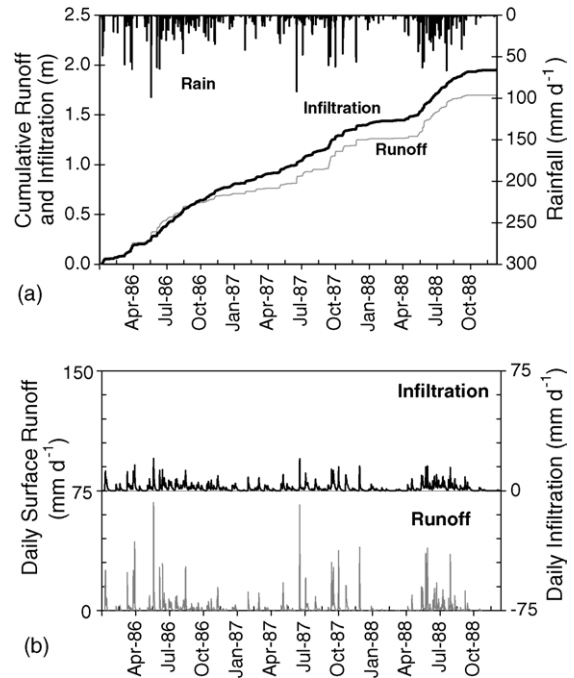 2.5
2.0
1.5
1.0
0.5
0.0
Cumulative Runoff
and Infiltration (m)
Rain
Infiltration
Runoff
0
50
100
150
200
250
300
Rainfall (mm d-1)
Apr-86
Jul-86
Oct-86
Jan-87
Apr-87
Jul-87
Oct-87
Jan-88
Apr-88
Jul-88
Oct-88
(a)
150
75
0
Daily Surface Runoff
(mm d-1)
Infiltration
Runoff
75
0
-75
Daily Infiltration (mm d-1)
Apr-86
Jul-86
Oct-86
Jan-87
Apr-87
Jul-87
Oct-87
Jan-88
Apr-88
Jul-88
Oct-88
(b)